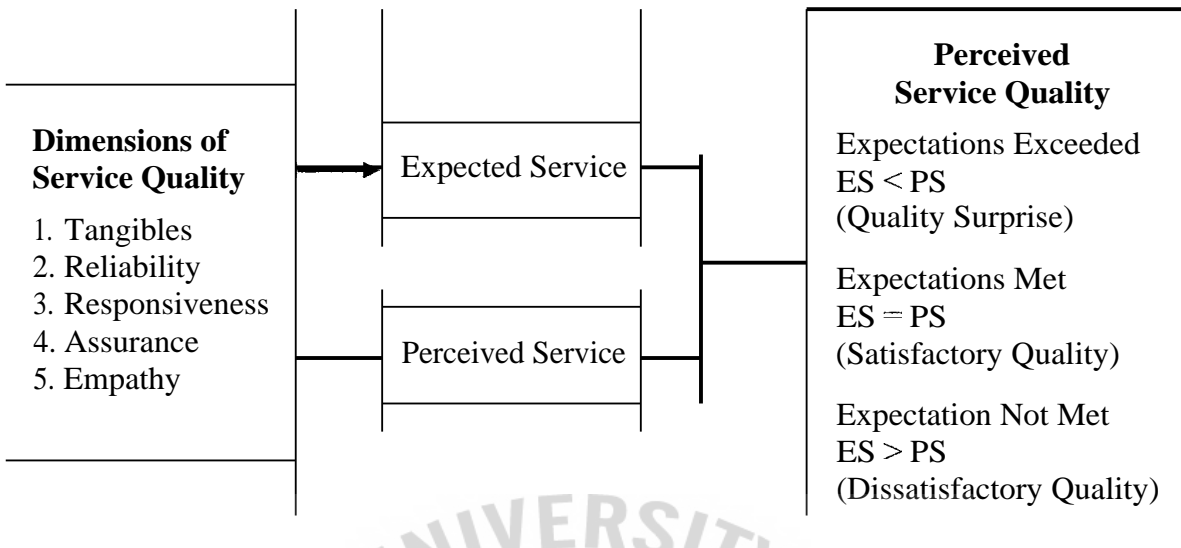 Dimensions of
Service Quality
1. Tangibles
2. Reliability
3. Responsiveness
4. Assurance
5. Empathy
Expected Service
Perceived Service
Perceived
Service Quality
Expectations Exceeded
ES < PS
(Quality Surprise)
Expectations Met
ES = PS
(Satisfactory Quality)
Expectation Not Met
ES > PS
(Dissatisfactory Quality)